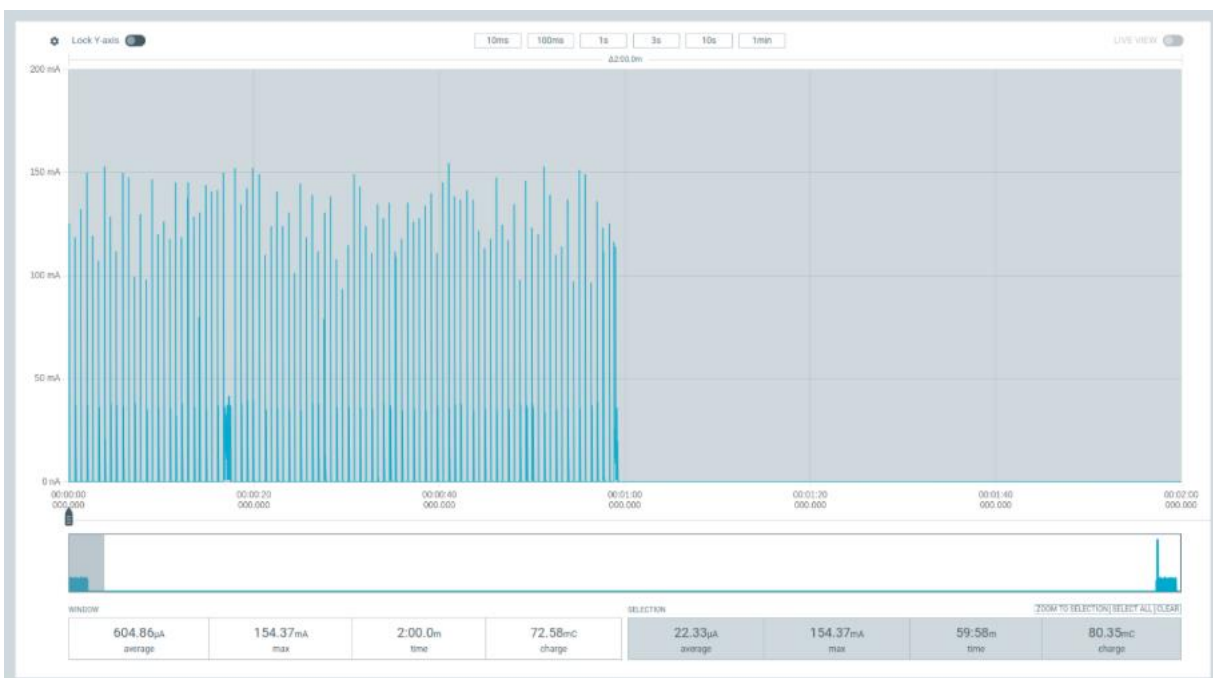 Lock Y-axis 10ms 100ms 1s 3s 10s 1min LIVE VIEW
Δ2:00.0m
200 mA
150 mA
100 mA
50 mA
0 nA
00:00:00 00:00:20 00:00:40 00:01:00 00:01:20 00:01:40 00:02:00
000.000 000.000 000.000 000.000 000.000 000.000 000.000
WINDOW SELECTION ZOOM TO SELECTION SELECT ALL CLEAR
604.86μA 154.37mA 2:00.0m 72.58mC 22.33μA 154.37mA 59:58m 80.35mC
average max time charge average max time charge